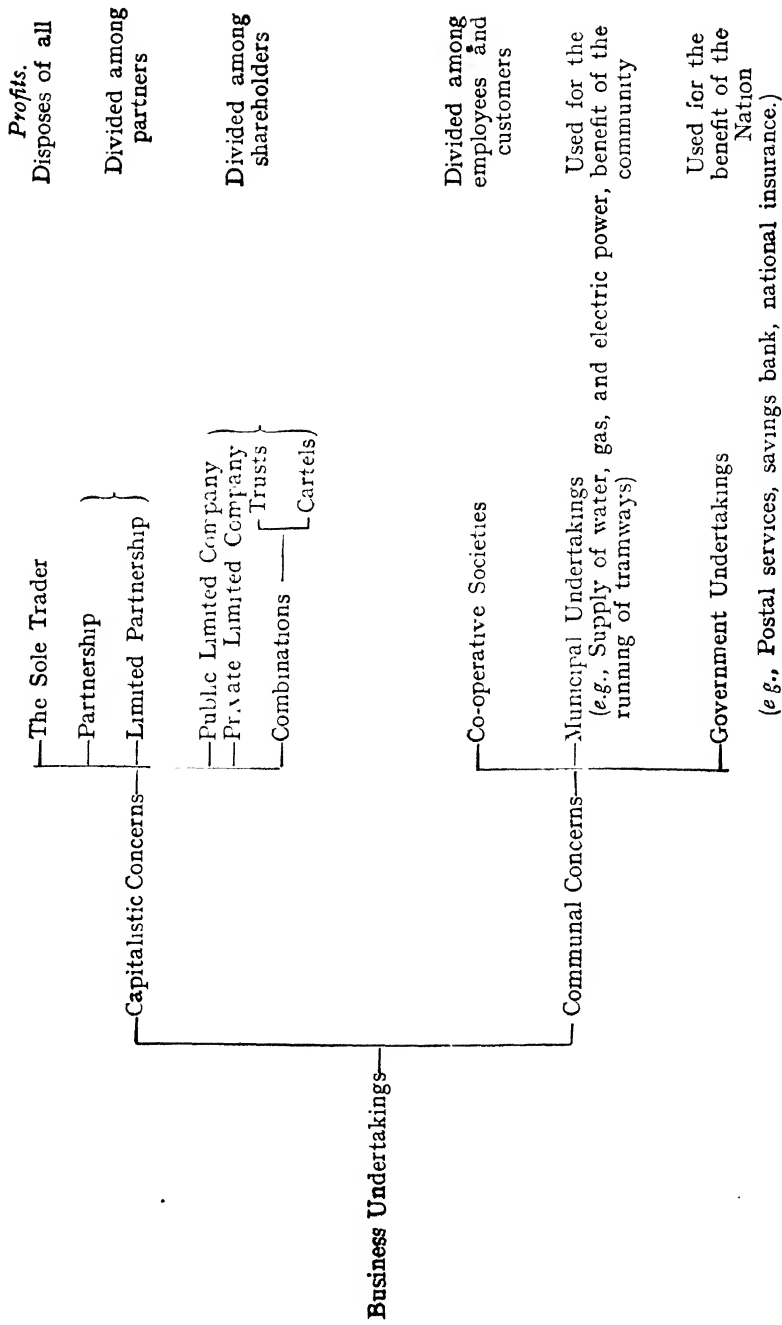 Profits.
The Sole Trader
Disposes of all
Partnership
Divided among
partners
Limited Partnership
Capitalistic Concerns
Public Limited Company
Private Limited Company
Divided among
shareholders
Trusts
Combinations
Cartels
Business Undertakings
Co-operative Societies
Divided among
employees and
customers
Communal Concerns
Municipal Undertakings
(e.g., Supply of water, gas, and electric power,
running of tramways)
Used for the
benefit of the
community
Government Undertakings
Used for the
benefit of the
Nation
(e g., Postal services, savings bank, national insurance.)